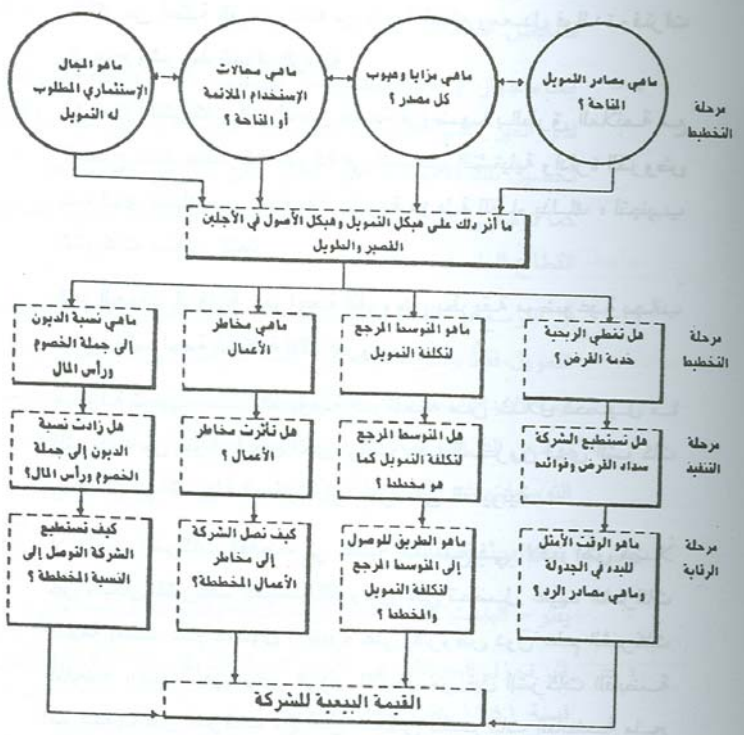 ماهي مصادر التمويل
المتاحة ؟
ماهي مزايا وعيوب
كل مصدر ؟
ماهي مجالات
الإستخدام الملائمة
أو المتاحة ؟
ماهو المجال
الإستثماري المطلوب
له التمويل
مرحلة
التخطيط
ما أثر ذلك على هيكل التمويل وهيكل الأصول في الأجلين
القصير والطويل
مرحلة
التخطيط
هل تغطي الربحية
خدمة القرض ؟
ماهو المتوسط المرجح
لتكلفة التمويل
ماهي مخاطر
الأعمال
ماهي نسبة الديون
إلى جملة الخصوم
ورأس المال
مرحلة
التنفيذ
هل تستطيع الشركة
سداد القرض وفوائده
هل المتوسط المرجح
لتكلفة التمويل كما
هو مخطط ؟
هل تأثرت مخاطر
الأعمال ؟
هل زادت نسبة
الديون إلى جملة
الخصوم ورأس المال؟
مرحلة
الرقابة
ماهو الوقت الأمثل
للبدء في الجدولة
وماهي مصادر الرد ؟
ماهو الطريق للوصول
إلى المتوسط المرجح
لتكلفة التمويل
والمخطط ؟
كيف تصل الشركة
إلى مخاطر
الأعمال المخططة ؟
كيف تستطيع
الشركة التوصل إلى
النسبة المخططة ؟
القيمة البيعية للشركة